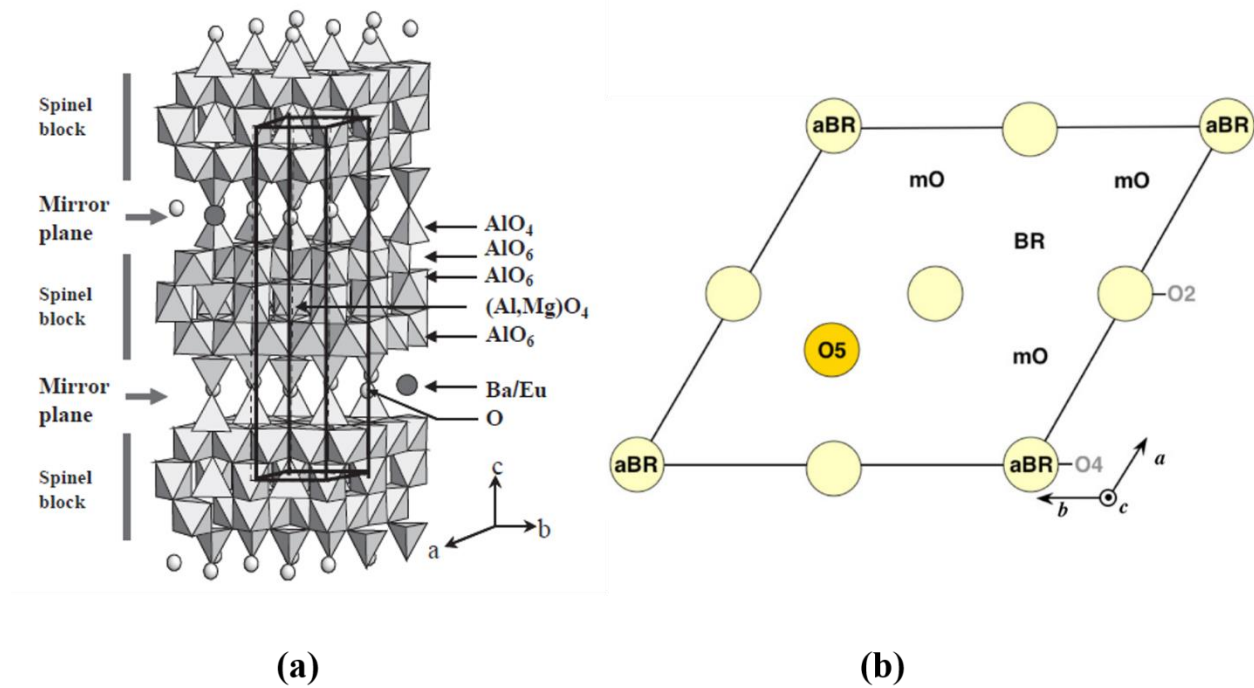 Spinel
block
Mirror
plane
Spinel
block
Mirror
plane
Spinel
block
AlO4
AlO6
AlO6
(Al,Mg)O4
AlO6
Ba/Eu
O
c
b
a
(a)
aBR
aBR
mO
mO
BR
O2
O5
mO
aBR
aBR
O4
a
b
c
(b)